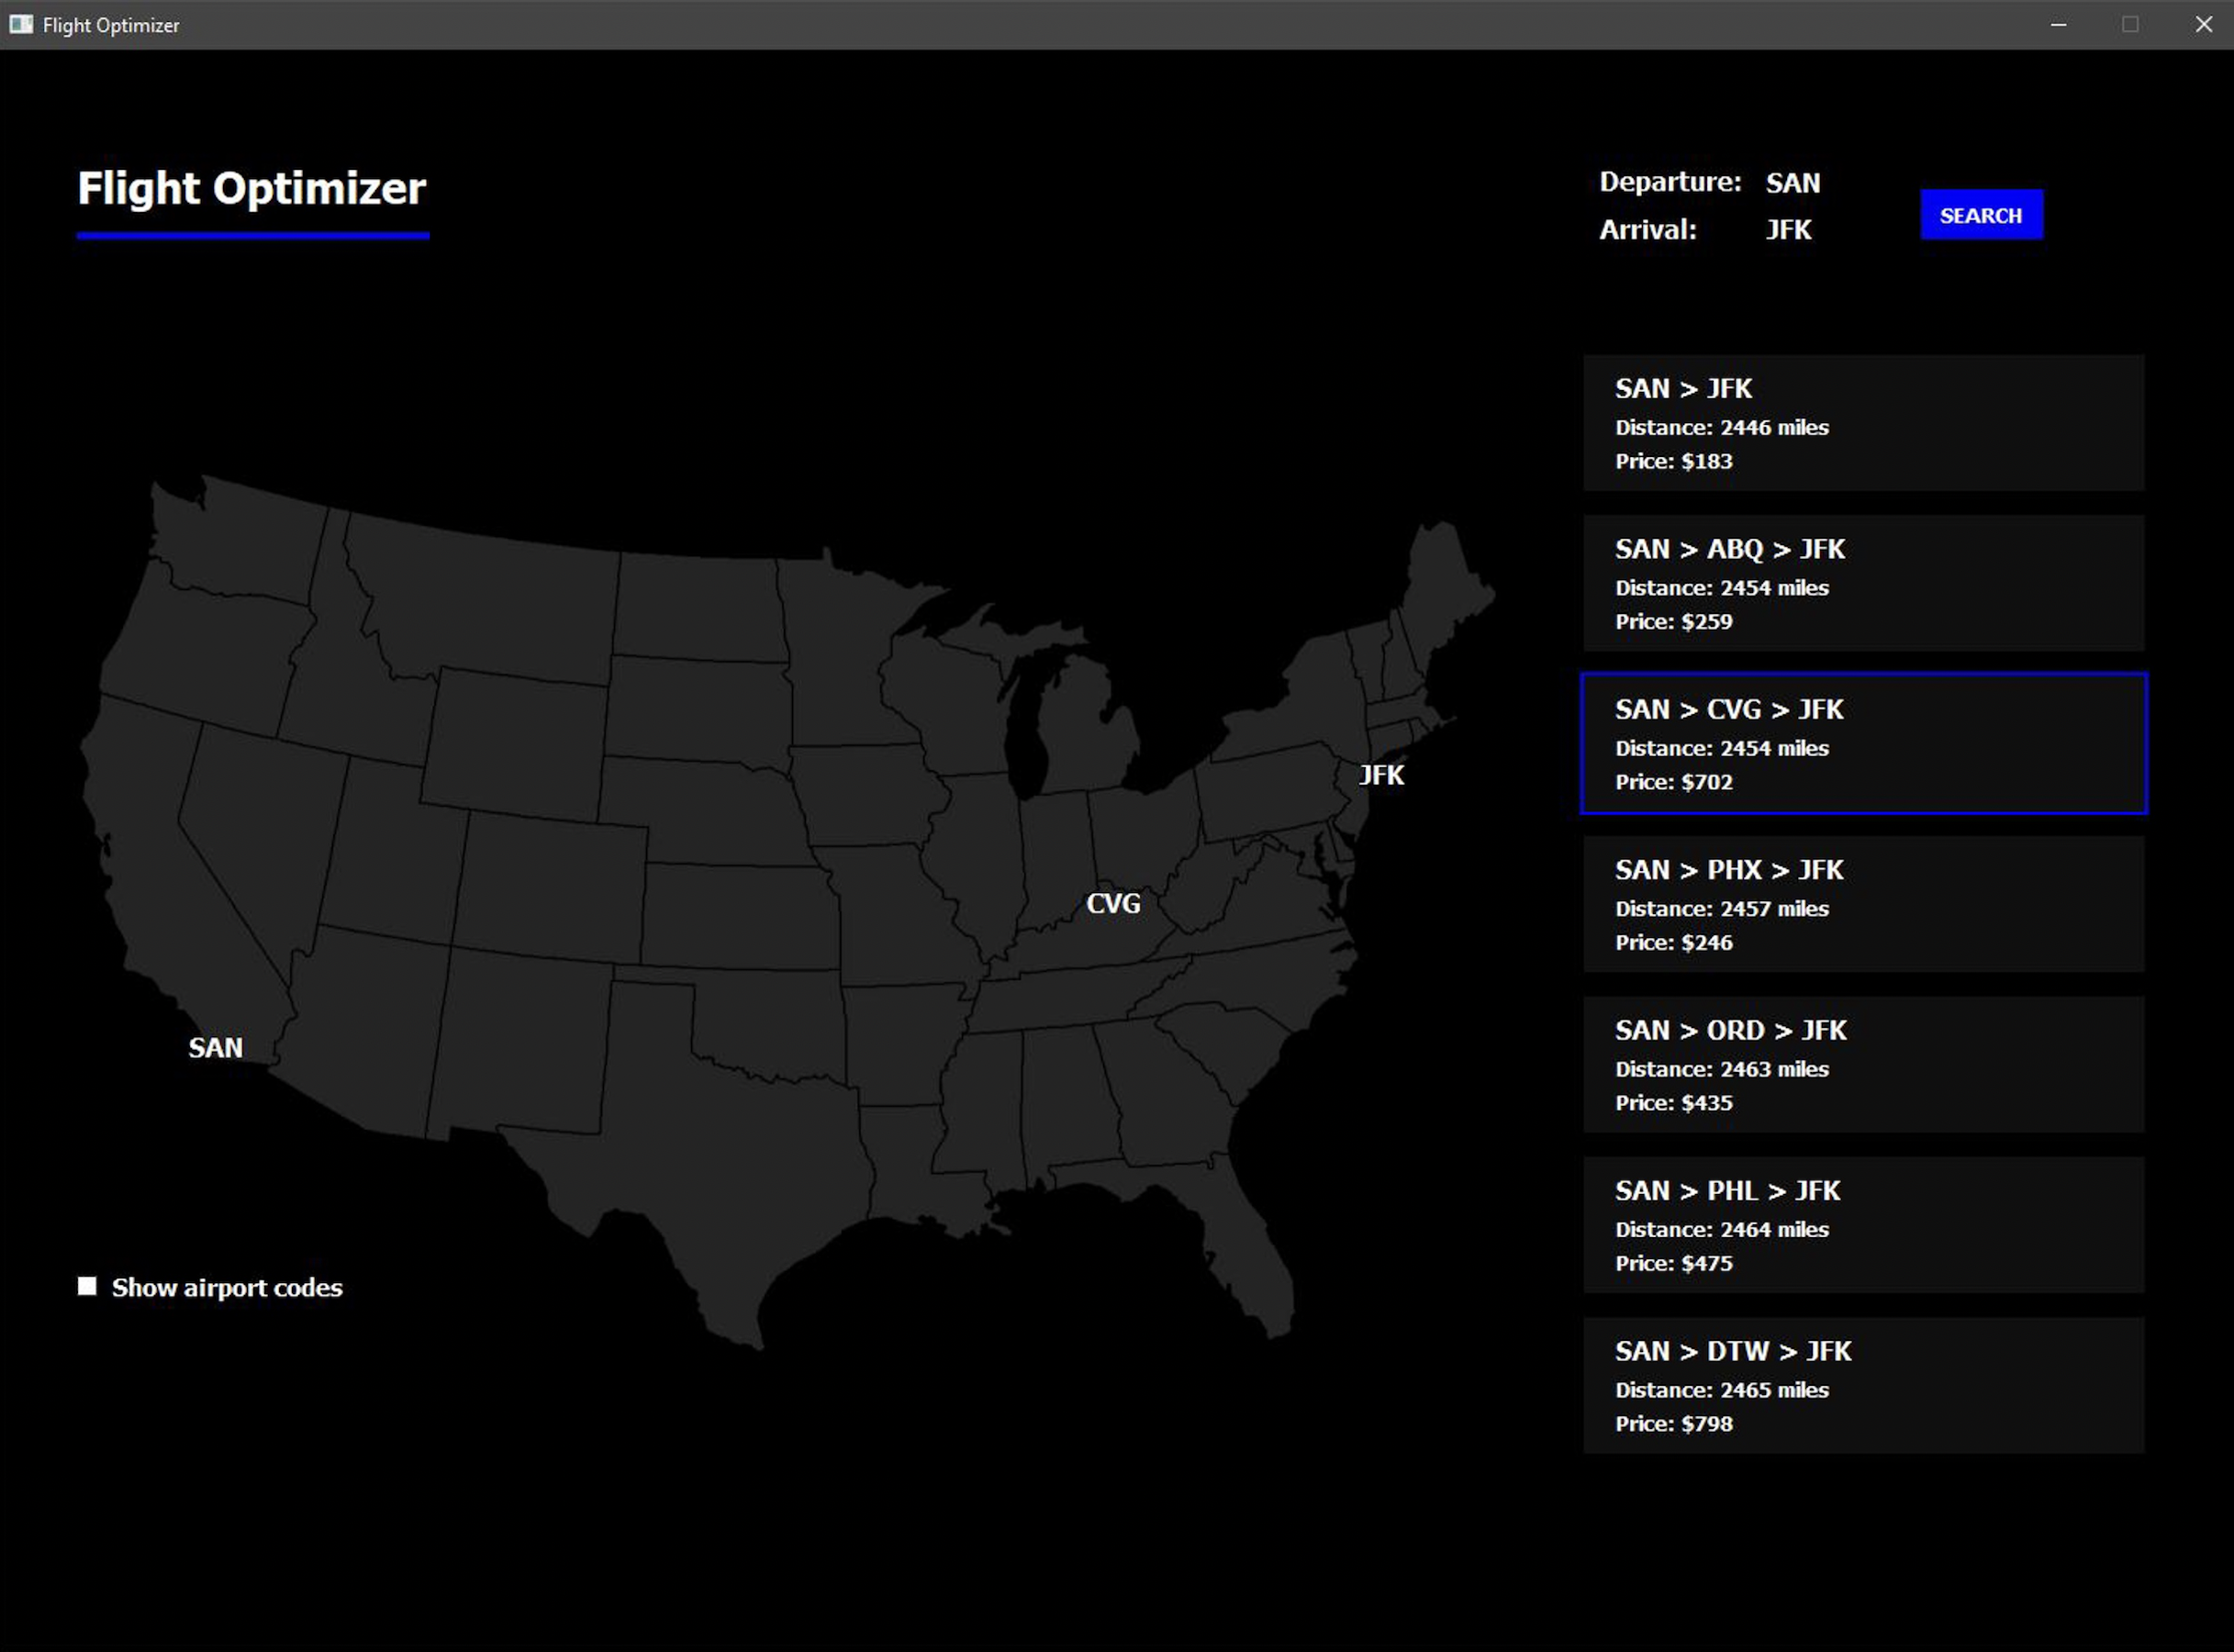 Flight Optimizer
Flight Optimizer
Departure: SAN
Arrival: JFK
SEARCH
SAN > JFK
Distance: 2446 miles
Price: $183
SAN > ABQ > JFK
Distance: 2454 miles
Price: $259
SAN > CVG > JFK
Distance: 2454 miles
Price: $702
SAN > PHX > JFK
Distance: 2457 miles
Price: $246
SAN > ORD > JFK
Distance: 2463 miles
Price: $435
SAN > PHL > JFK
Distance: 2464 miles
Price: $475
SAN > DTW > JFK
Distance: 2465 miles
Price: $798
JFK
CVG
SAN
Show airport codes